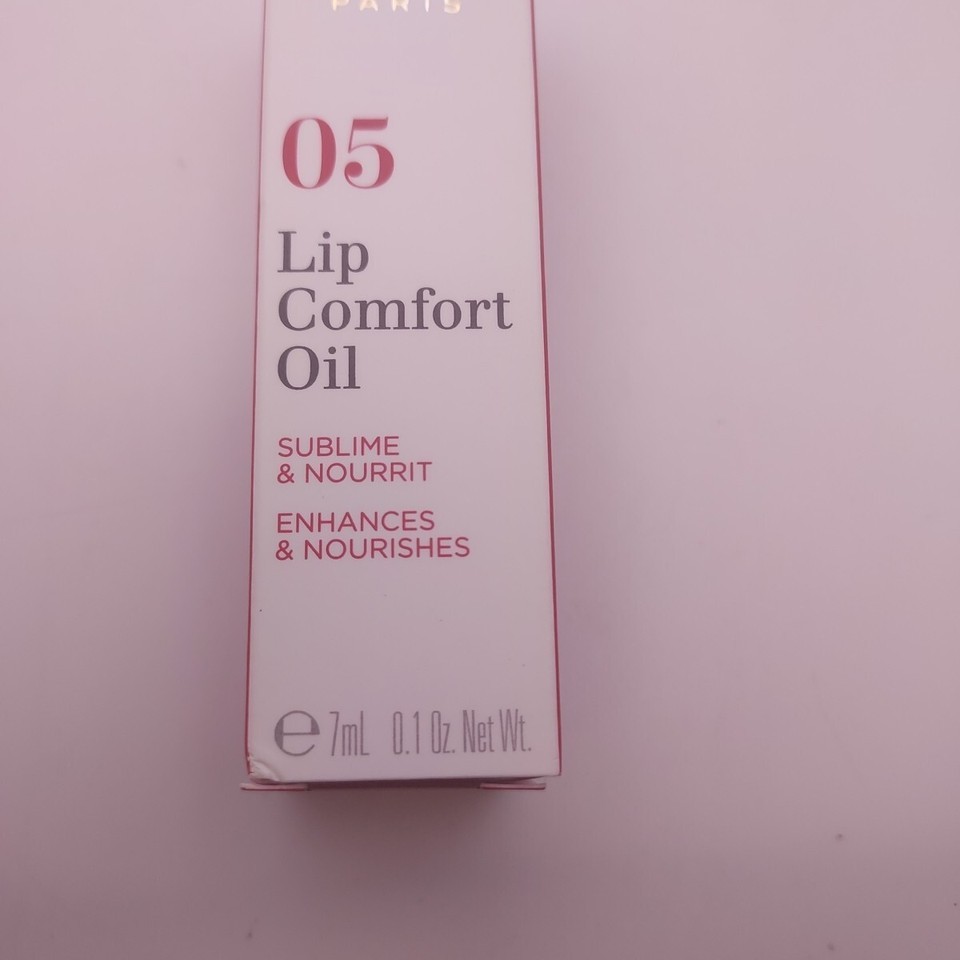 PARIS
05
Lip
Comfort
Oil
SUBLIME
& NOURRIT
ENHANCES
& NOURISHES
e 7mL 0.1 Oz. Net Wt.